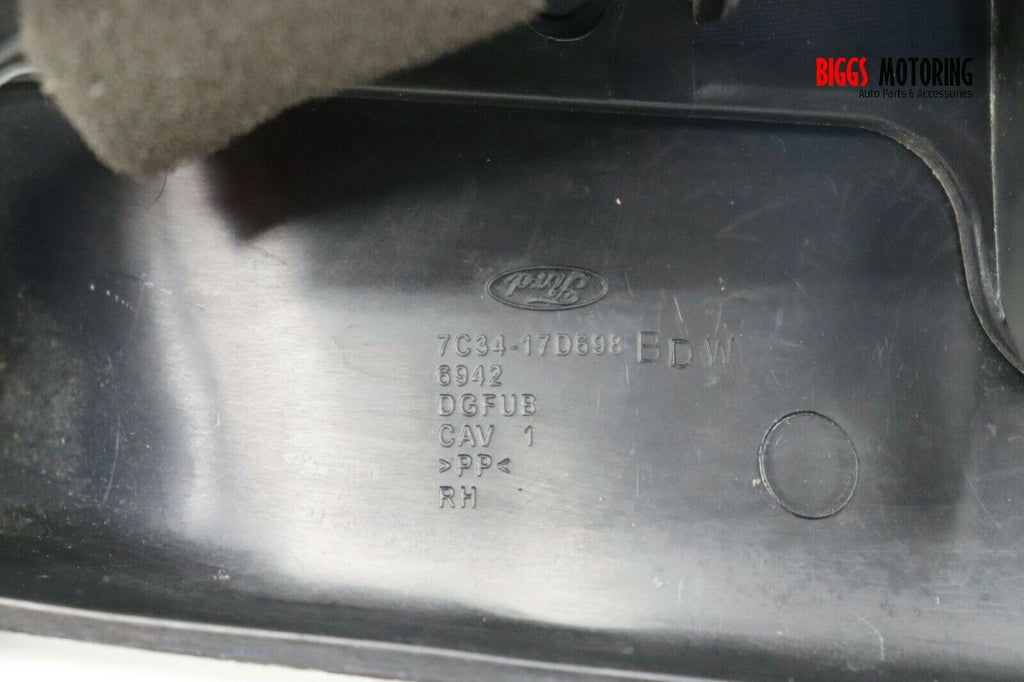 BIGGS MOTORING
Auto Parts & Accessories
Ford
7C34-17D698 BDW
6942
DGFUB
CAV 1
>PP<
RH